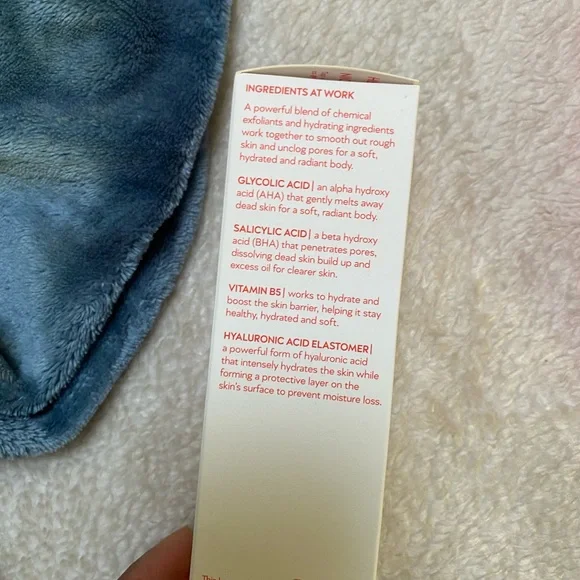 INGREDIENTS AT WORK
A powerful blend of chemical
exfoliants and hydrating ingredients
work together to smooth out rough
skin and unclog pores for a soft,
hydrated and radiant body.
GLYCOLIC ACID| an alpha hydroxy
acid (AHA) that gently melts away
dead skin for a soft, radiant body.
SALICYLIC ACID| a beta hydroxy
acid (BHA) that penetrates pores,
dissolving dead skin build up and
excess oil for clearer skin.
VITAMIN B5| works to hydrate and
boost the skin barrier, helping it stay
healthy, hydrated and soft.
HYALURONIC ACID ELASTOMER|
a powerful form of hyaluronic acid
that intensely hydrates the skin while
forming a protective layer on the
skin's surface to prevent moisture loss.